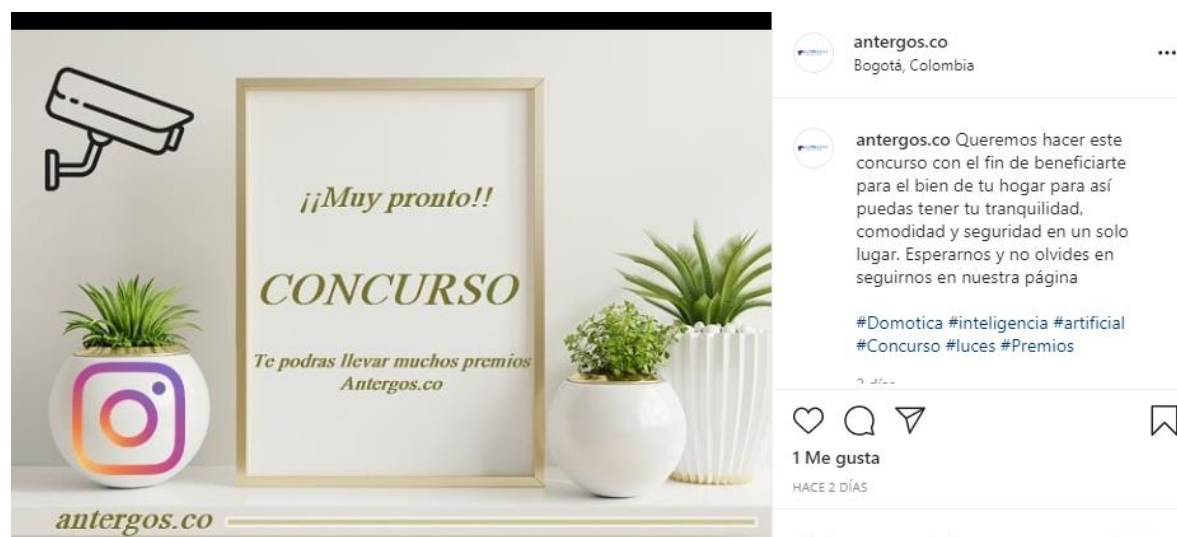 ¡¡Muy pronto!!
CONCURSO
Te podras llevar muchos premios
Antergos.co
antergos.co
antergos.co
Bogotá, Colombia
antergos.co Queremos hacer este
concurso con el fin de beneficiarte
para el bien de tu hogar para así
puedas tener tu tranquilidad,
comodidad y seguridad en un solo
lugar. Esperarnos y no olvides en
seguirnos en nuestra página
#Domotica #inteligencia #artificial
#Concurso #luces #Premios
1 Me gusta
HACE 2 DÍAS